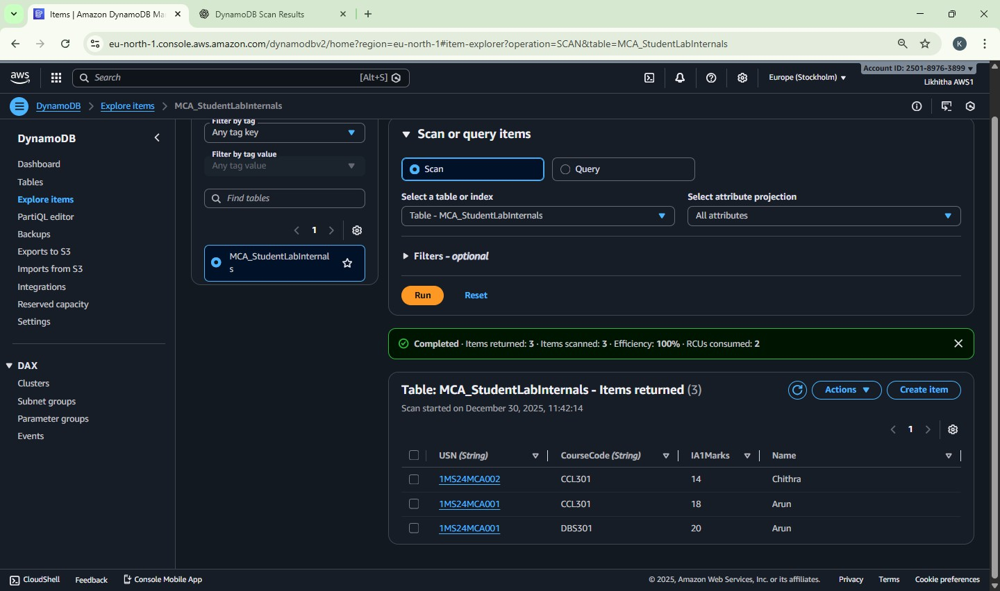 Items | Amazon DynamoDB Ma
DynamoDB Scan Results
eu-north-1.console.aws.amazon.com/dynamodbv2/home?region=eu-north-1#item-explorer?operation=SCAN&table=MCA_StudentLabInternals
K
aws
Search
[Alt+S]
Europe (Stockholm)
Account ID: 2501-8976-3899
Likhitha AWS1
DynamoDB
Explore items
MCA_StudentLabInternals
DynamoDB
Dashboard
Tables
Explore items
PartiQL editor
Backups
Exports to S3
Imports from S3
Integrations
Reserved capacity
Settings
DAX
Clusters
Subnet groups
Parameter groups
Events
Filter by tag
Any tag key
Filter by tag value
Any tag value
Find tables
1
MCA_StudentLabInternal
s
Scan or query items
Scan
Query
Select a table or index
Table - MCA_StudentLabInternals
Select attribute projection
All attributes
Filters - optional
Run
Reset
Completed · Items returned: 3 · Items scanned: 3 · Efficiency: 100% · RCUs consumed: 2
Table: MCA_StudentLabInternals - Items returned (3)
Scan started on December 30, 2025, 11:42:14
Actions
Create item
1
USN (String) CourseCode (String) IA1Marks Name
1MS24MCA002 CCL301 14 Chithra
1MS24MCA001 CCL301 18 Arun
1MS24MCA001 DBS301 20 Arun
CloudShell
Feedback
Console Mobile App
© 2025, Amazon Web Services, Inc. or its affiliates.
Privacy
Terms
Cookie preferences